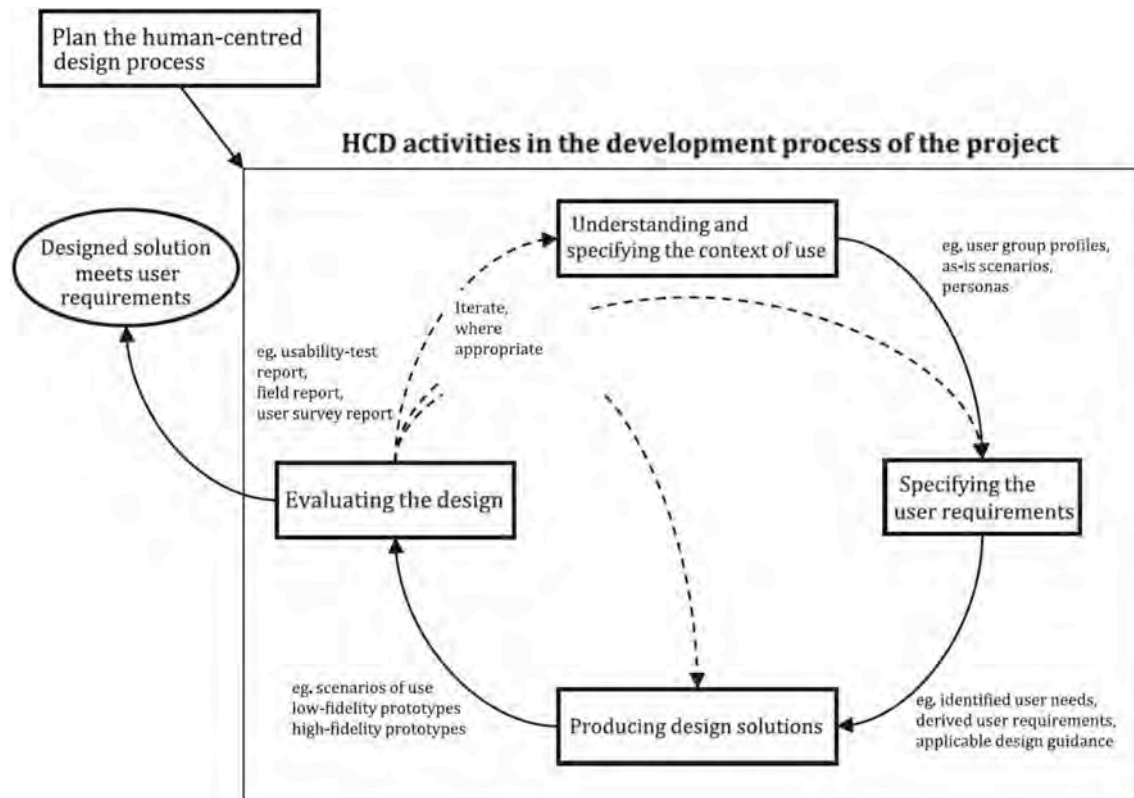 Plan the human-centred
design process
HCD activities in the development process of the project
Understanding and
specifying the context of use
eg. user group profiles,
as-is scenarios,
personas
Designed solution
meets user
requirements
Iterate,
where
appropriate
eg. usability-test
report,
field report,
user survey report
Evaluating the design
Specifying the
user requirements
eg. scenarios of use
low-fidelity prototypes
high-fidelity prototypes
Producing design solutions
eg. identified user needs,
derived user requirements,
applicable design guidance